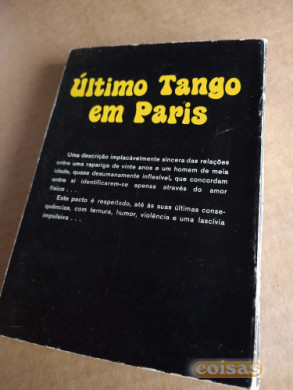 Último Tango
em Paris
Uma descrição implacàvelmente sincera das relações
entre uma rapariga de vinte anos e um homem de meia
idade, quase desumanamente inflexível, que concordam
entre si identificarem-se apenas através do amor
físico . . .
Este pacto é respeitado, até às suas últimas conse-
quências, com ternura, humor, violência e uma lascívia
impulsiva . . .
coisas